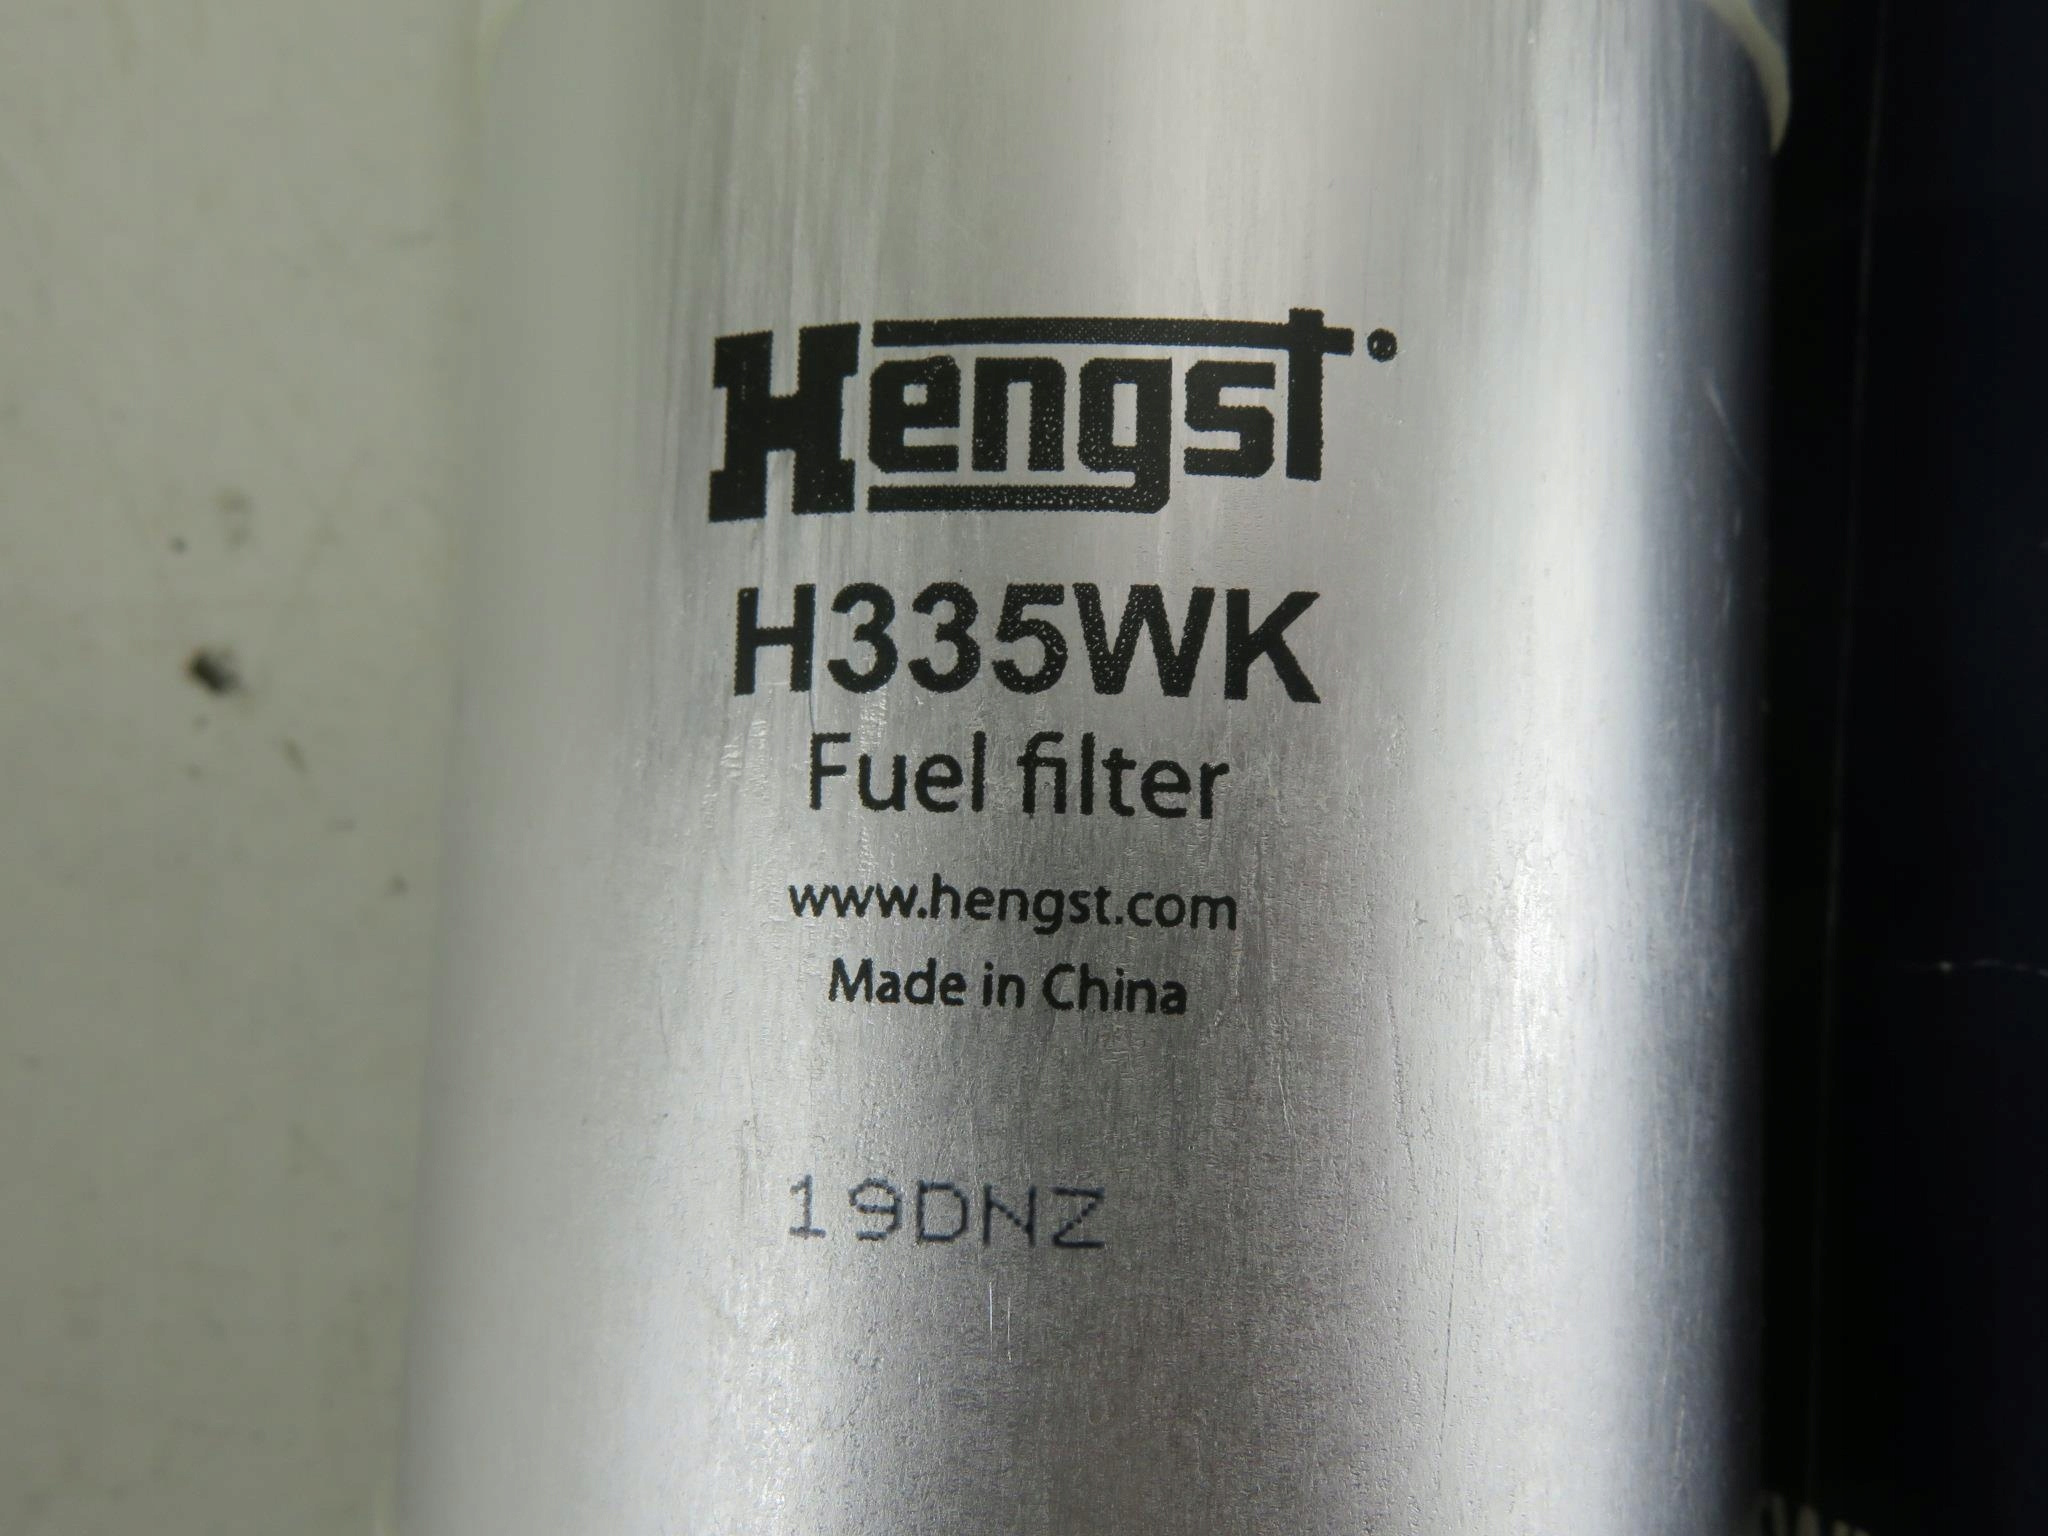 Hengst®
H335WK
Fuel filter
www.hengst.com
Made in China
19DNZ